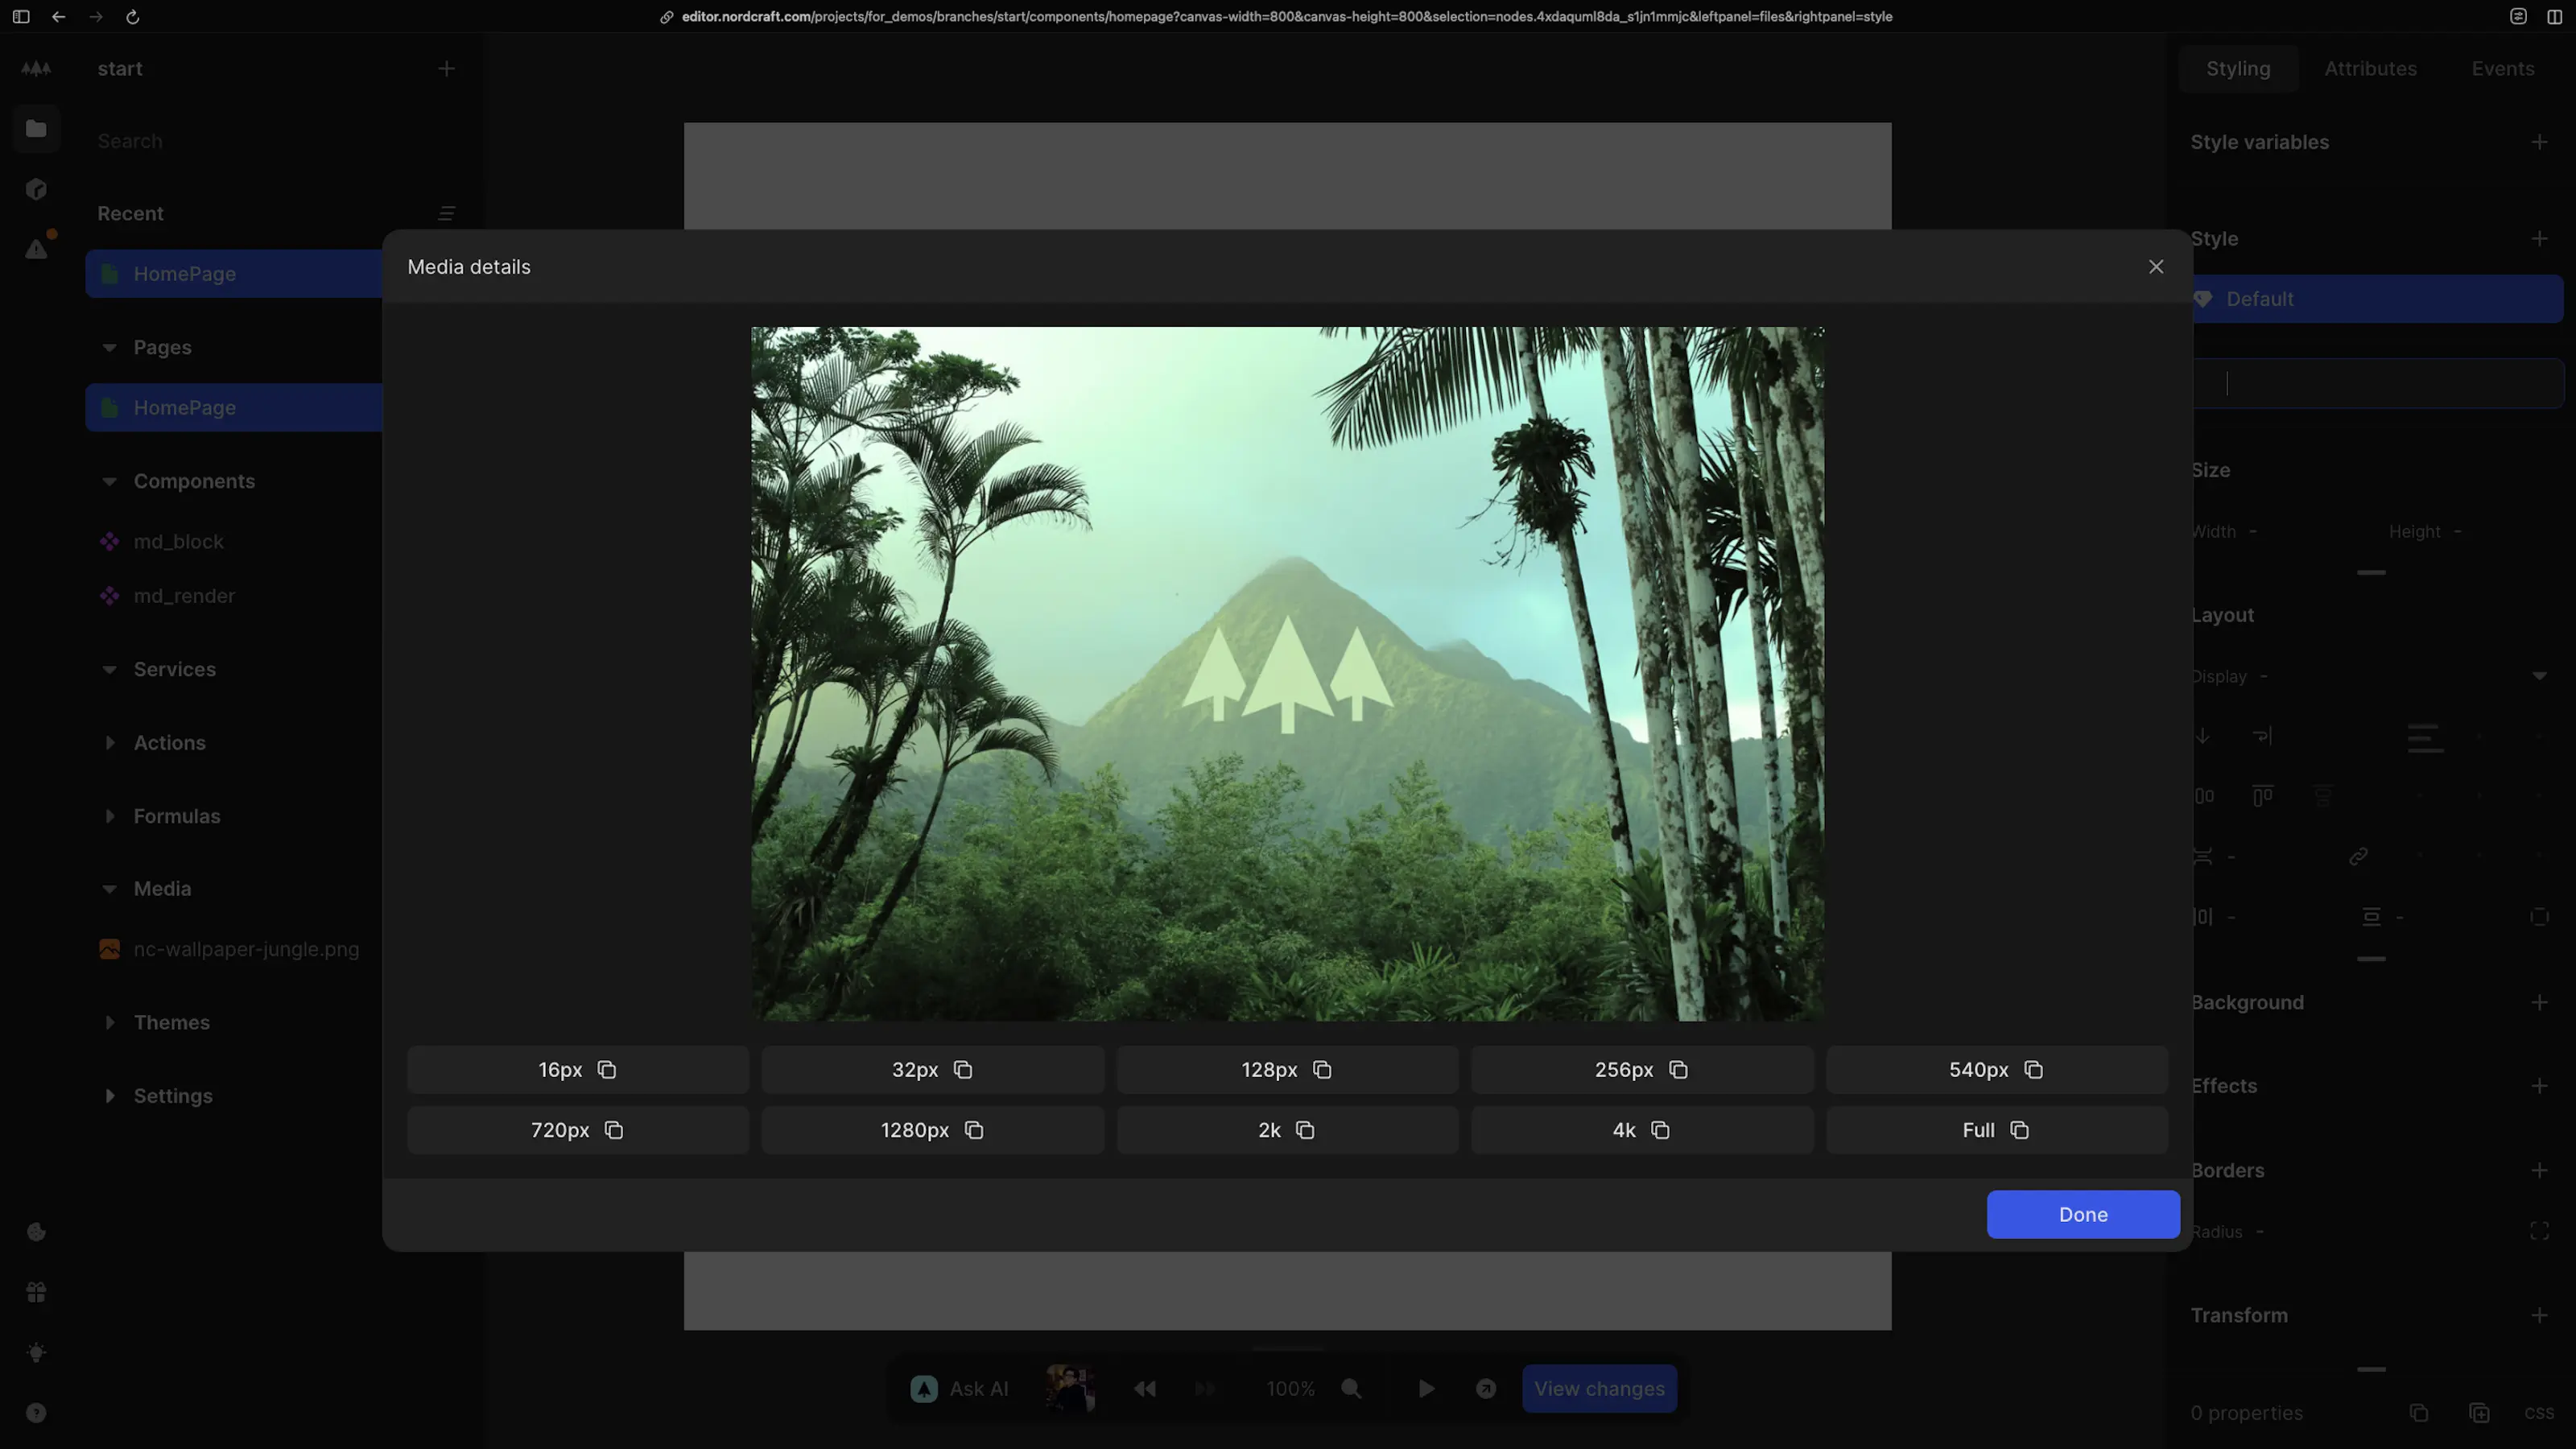 editor.nordcraft.com/projects/for_demos/branches/start/components/homepage?canvas-width=800&canvas-height=800&selection=nodes.4xdaquml8da_s1jn1mmjc&leftpanel=files&rightpanel=style
start
Search
Recent
HomePage
Pages
HomePage
Components
md_block
md_render
Services
Actions
Formulas
Media
nc-wallpaper-jungle.png
Themes
Settings
Media details
16px
32px
128px
256px
540px
720px
1280px
2k
4k
Full
Done
Ask AI
100%
View changes
Styling
Attributes
Events
Style variables
Style
Default
Size
Width -
Height -
Layout
Display -
Background
Effects
Borders
Radius -
Transform
0 properties
CSS